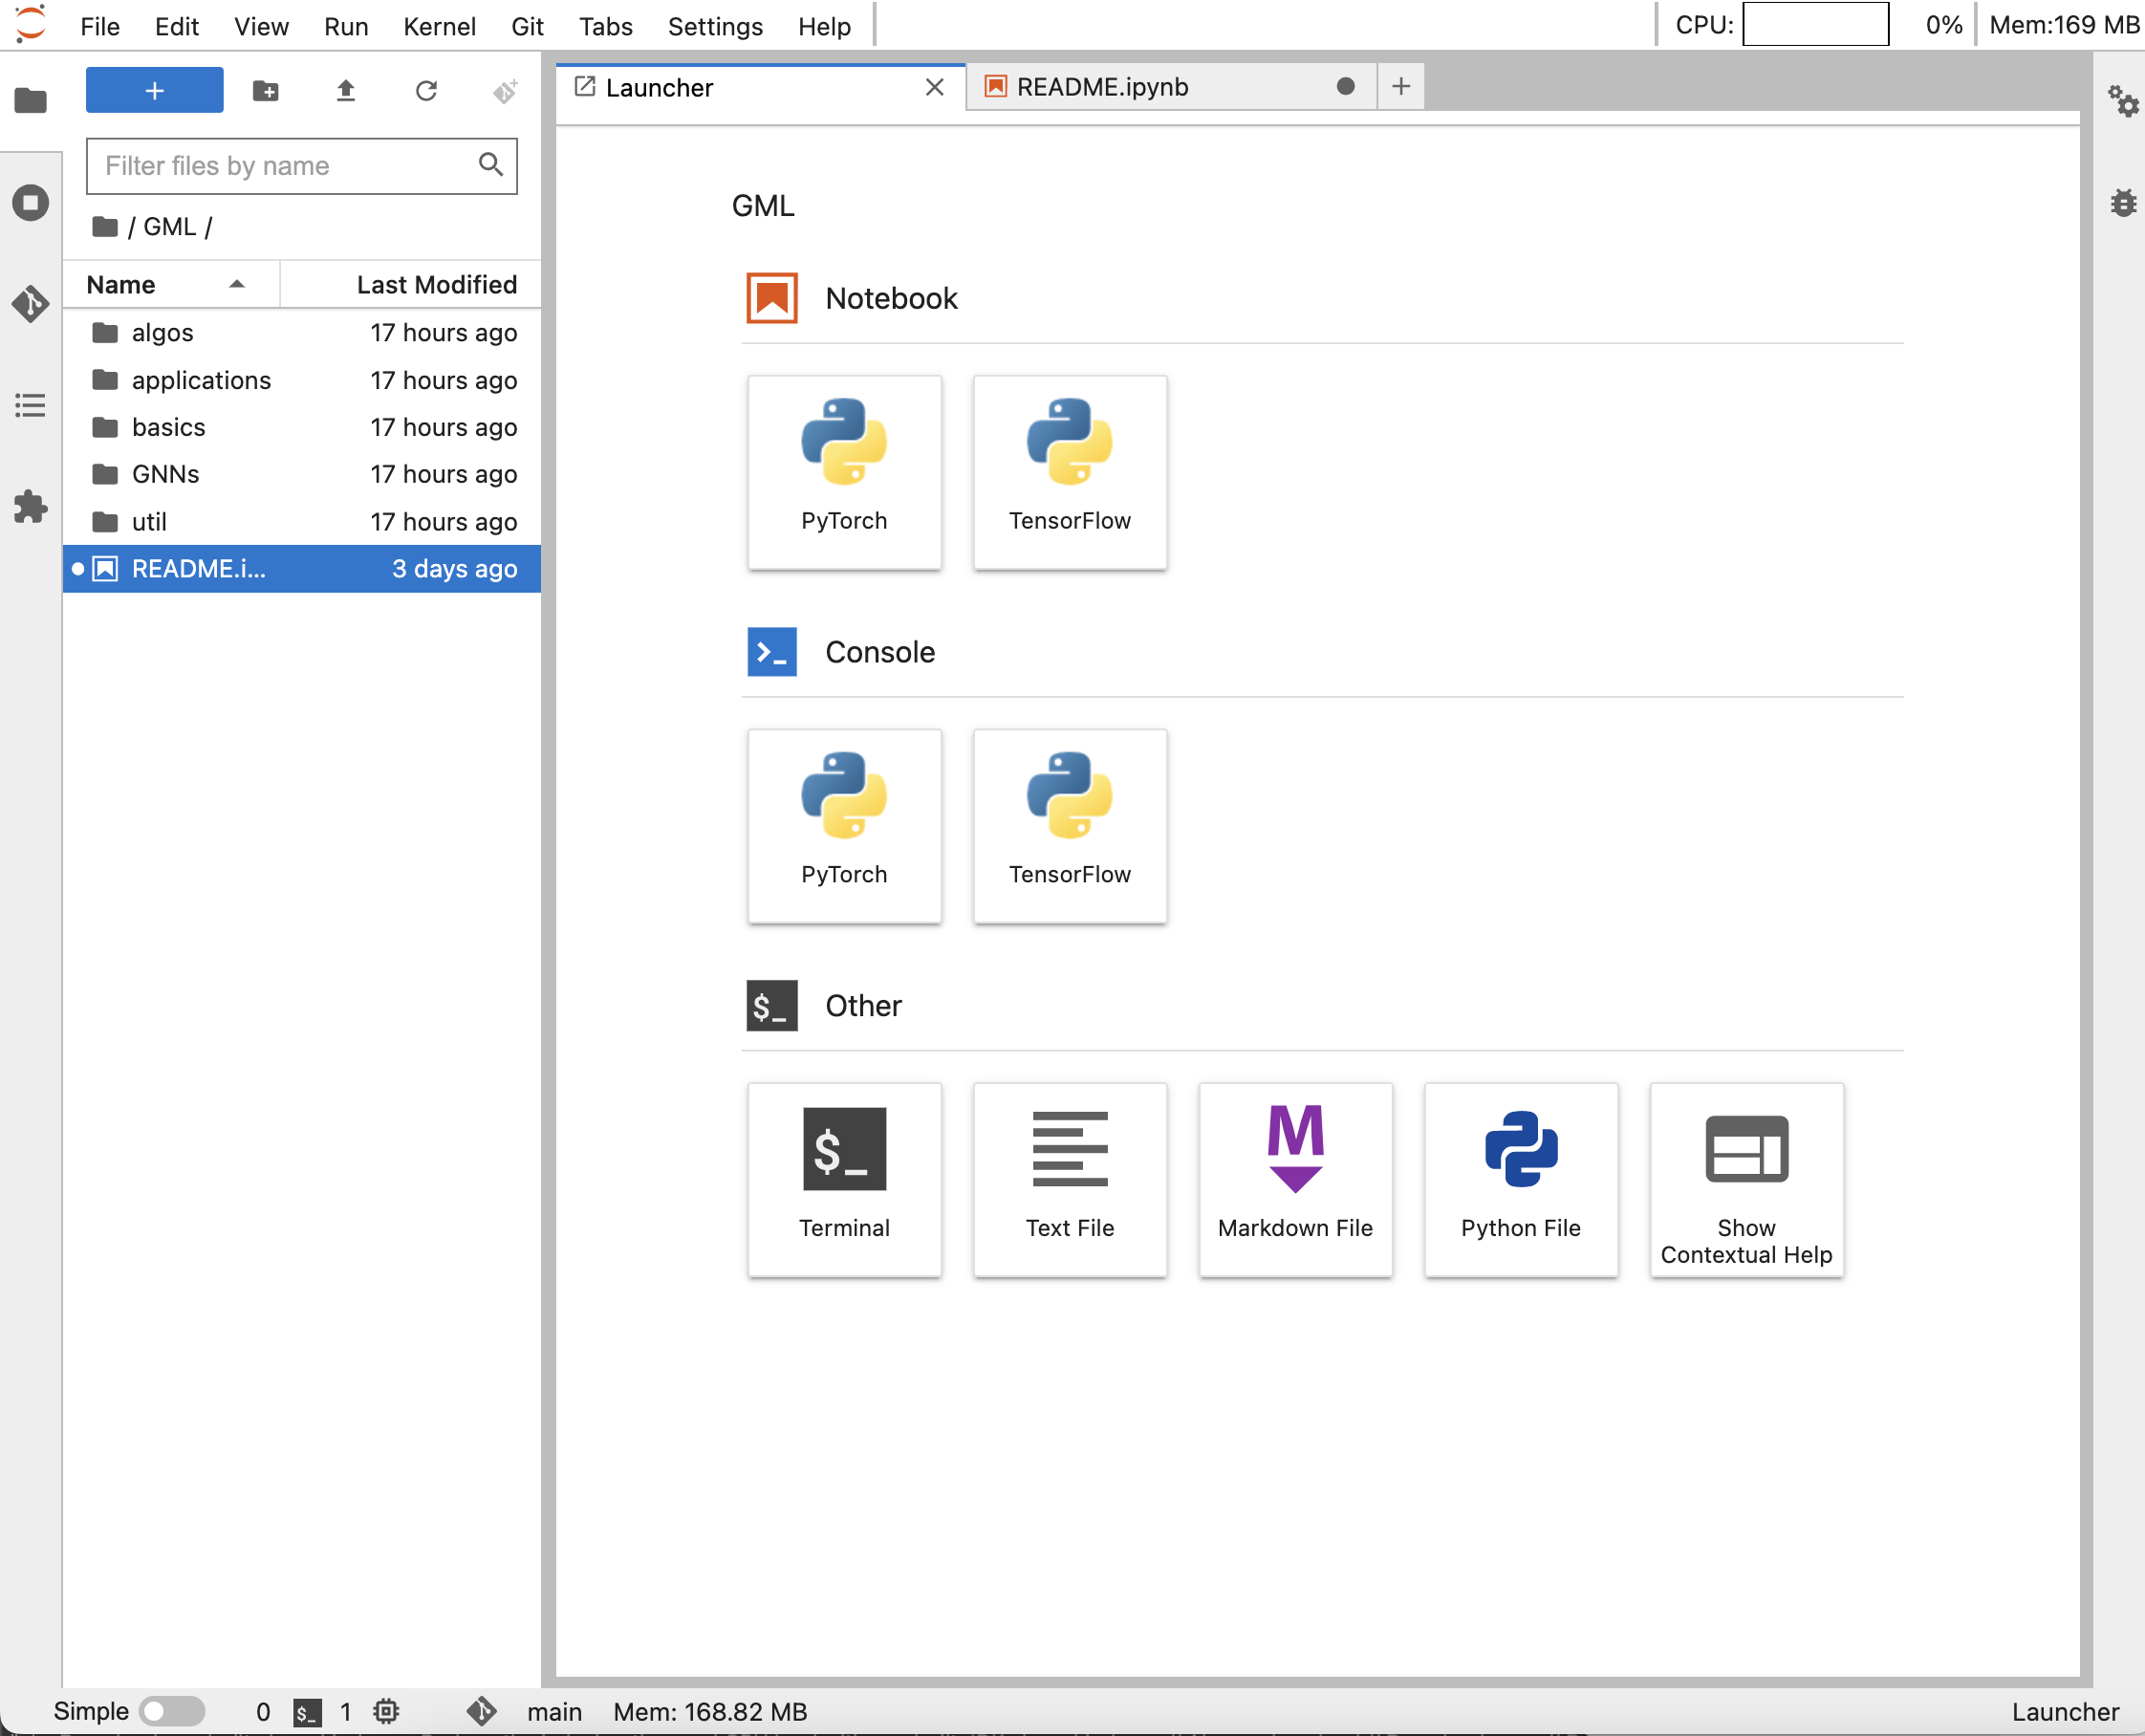 File Edit View Run Kernel Git Tabs Settings Help CPU: 0% Mem:169 MB
Launcher README.ipynb
Filter files by name
/ GML /
Name Last Modified
algos 17 hours ago
applications 17 hours ago
basics 17 hours ago
GNNs 17 hours ago
util 17 hours ago
README.i... 3 days ago
GML
Notebook
PyTorch TensorFlow
Console
PyTorch TensorFlow
$_ Other
$_ M
Terminal Text File Markdown File Python File Show
Contextual Help
Simple 0 $_ 1 main Mem: 168.82 MB Launcher